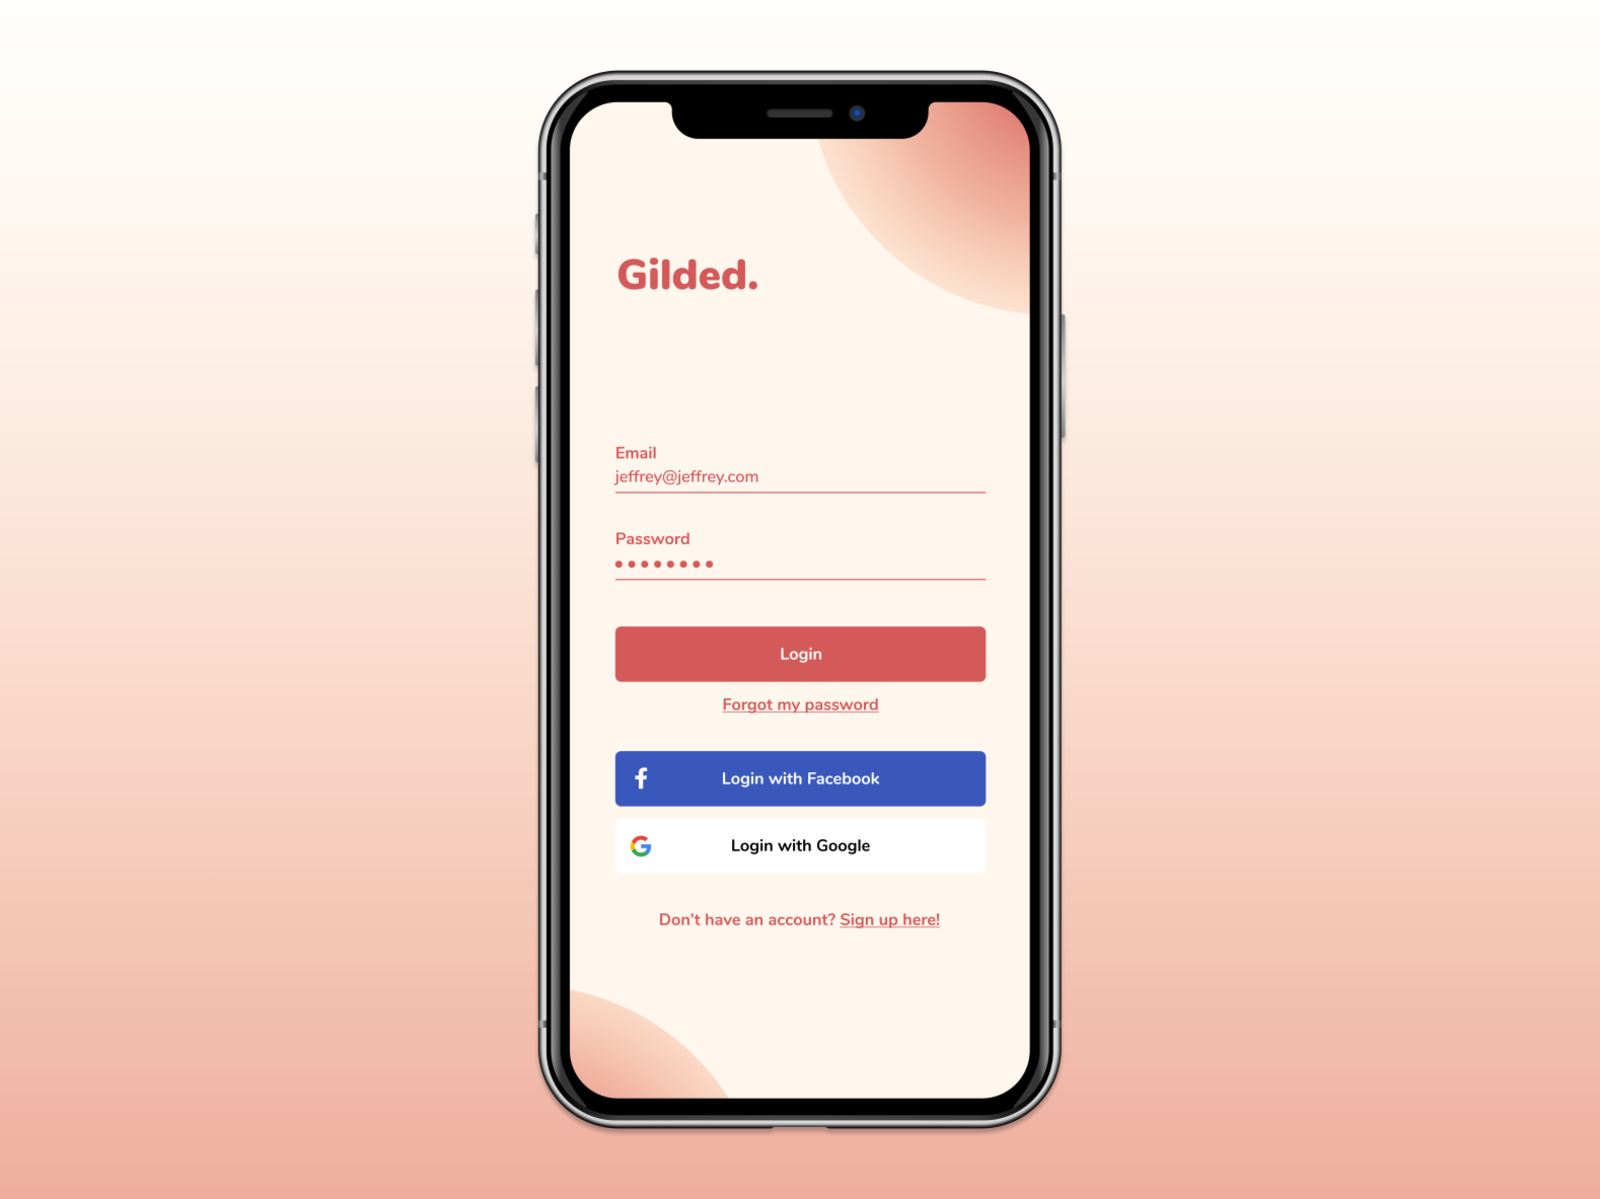 Gilded.
Email
jeffrey@jeffrey.com
Password
Login
Forgot my password
Login with Facebook
Login with Google
Don't have an account? Sign up here!